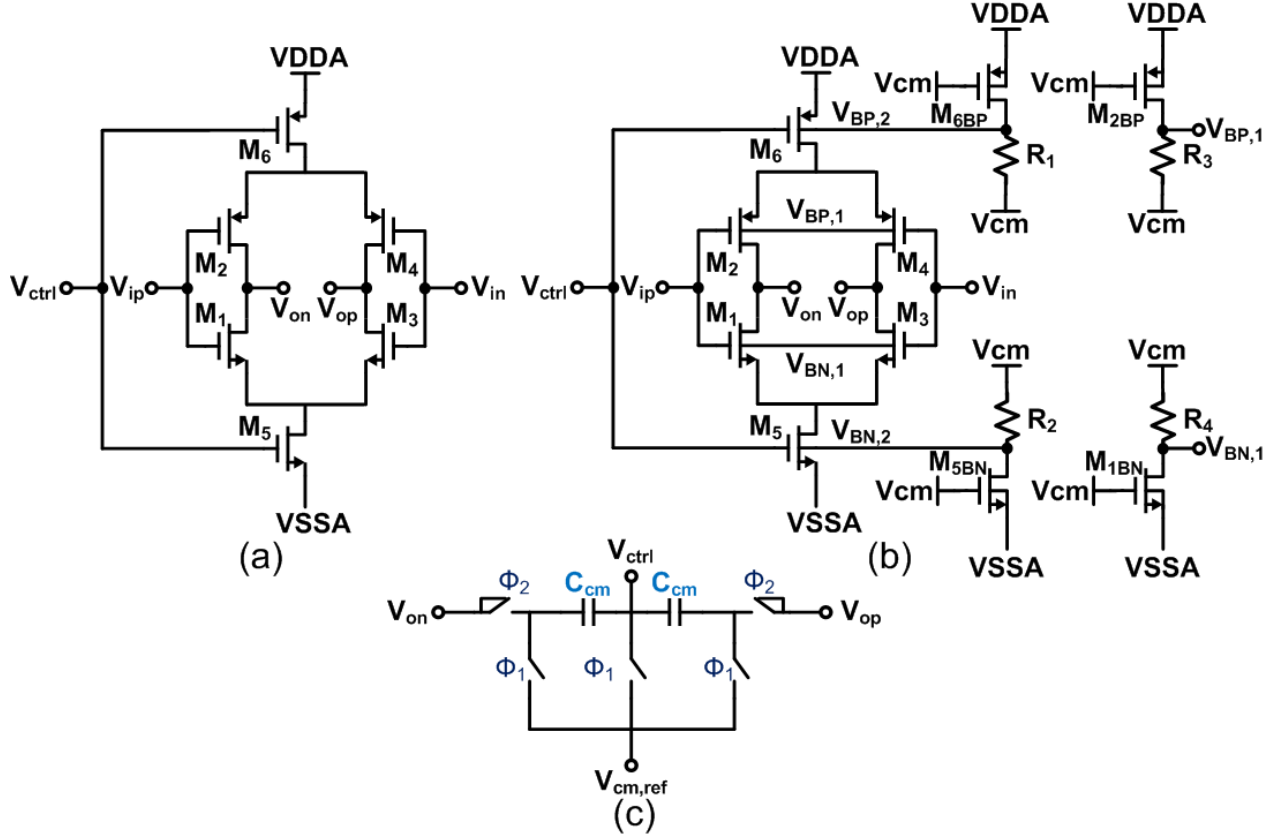 VDDA
M6
M2
M4
Vctrl
Vip
Von
Vop
Vin
M1
M3
M5
VSSA
(a)
VDDA
VDDA
VDDA
Vcm
Vcm
M6BP
M2BP
VBP,2
VBP,1
M6
R1
R3
Vcm
Vcm
VBP,1
M2
M4
Vctrl
Vip
Von
Vop
Vin
M1
M3
VBN,1
Vcm
Vcm
M5
VBN,2
R2
R4
VBN,1
M5BN
M1BN
Vcm
Vcm
VSSA
VSSA
VSSA
(b)
Vctrl
Φ2
Ccm
Ccm
Φ2
Von
Vop
Φ1
Φ1
Φ1
Vcm,ref
(c)